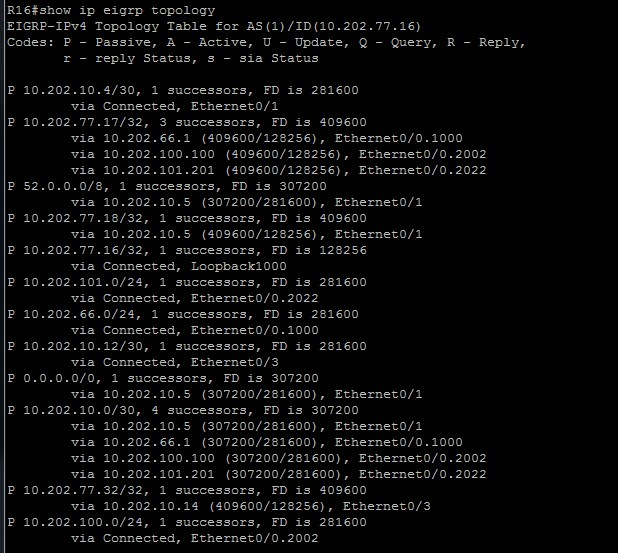 R16#show ip eigrp topology
EIGRP-IPv4 Topology Table for AS(1)/ID(10.202.77.16)
Codes: P - Passive, A - Active, U - Update, Q - Query, R - Reply,
r - reply Status, s - sia Status
P 10.202.10.4/30, 1 successors, FD is 281600
via Connected, Ethernet0/1
P 10.202.77.17/32, 3 successors, FD is 409600
via 10.202.66.1 (409600/128256), Ethernet0/0.1000
via 10.202.100.100 (409600/128256), Ethernet0/0.2002
via 10.202.101.201 (409600/128256), Ethernet0/0.2022
P 52.0.0.0/8, 1 successors, FD is 307200
via 10.202.10.5 (307200/281600), Ethernet0/1
P 10.202.77.18/32, 1 successors, FD is 409600
via 10.202.10.5 (409600/128256), Ethernet0/1
P 10.202.77.16/32, 1 successors, FD is 128256
via Connected, Loopback1000
P 10.202.101.0/24, 1 successors, FD is 281600
via Connected, Ethernet0/0.2022
P 10.202.66.0/24, 1 successors, FD is 281600
via Connected, Ethernet0/0.1000
P 10.202.10.12/30, 1 successors, FD is 281600
via Connected, Ethernet0/3
P 0.0.0.0/0, 1 successors, FD is 307200
via 10.202.10.5 (307200/281600), Ethernet0/1
P 10.202.10.0/30, 4 successors, FD is 307200
via 10.202.10.5 (307200/281600), Ethernet0/1
via 10.202.66.1 (307200/281600), Ethernet0/0.1000
via 10.202.100.100 (307200/281600), Ethernet0/0.2002
via 10.202.101.201 (307200/281600), Ethernet0/0.2022
P 10.202.77.32/32, 1 successors, FD is 409600
via 10.202.10.14 (409600/128256), Ethernet0/3
P 10.202.100.0/24, 1 successors, FD is 281600
via Connected, Ethernet0/0.2002